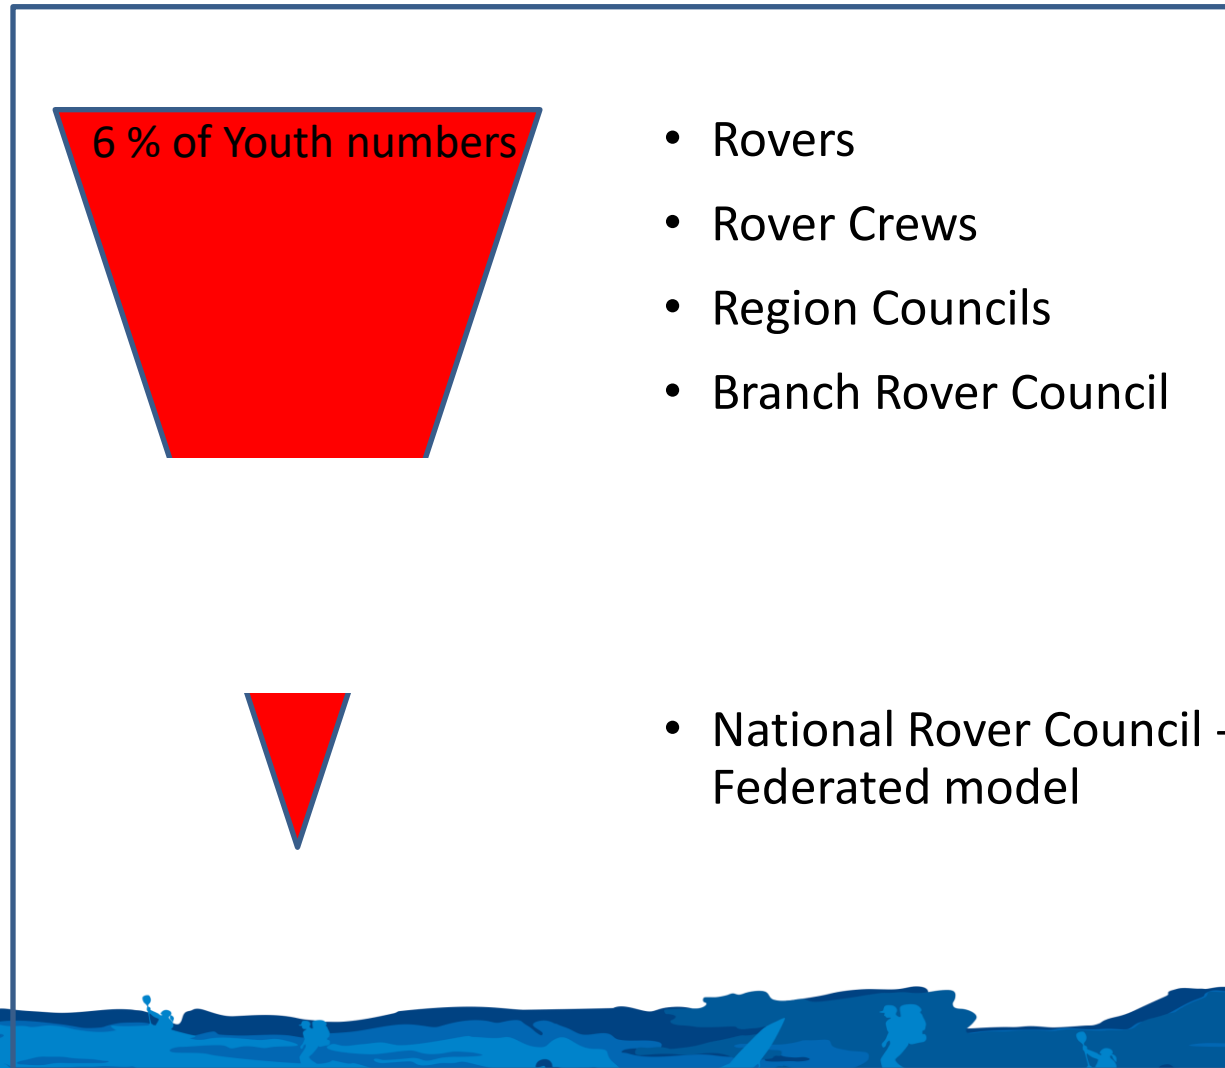 6 % of Youth numbers
• Rovers
• Rover Crews
• Region Councils
• Branch Rover Council
• National Rover Council -
Federated model